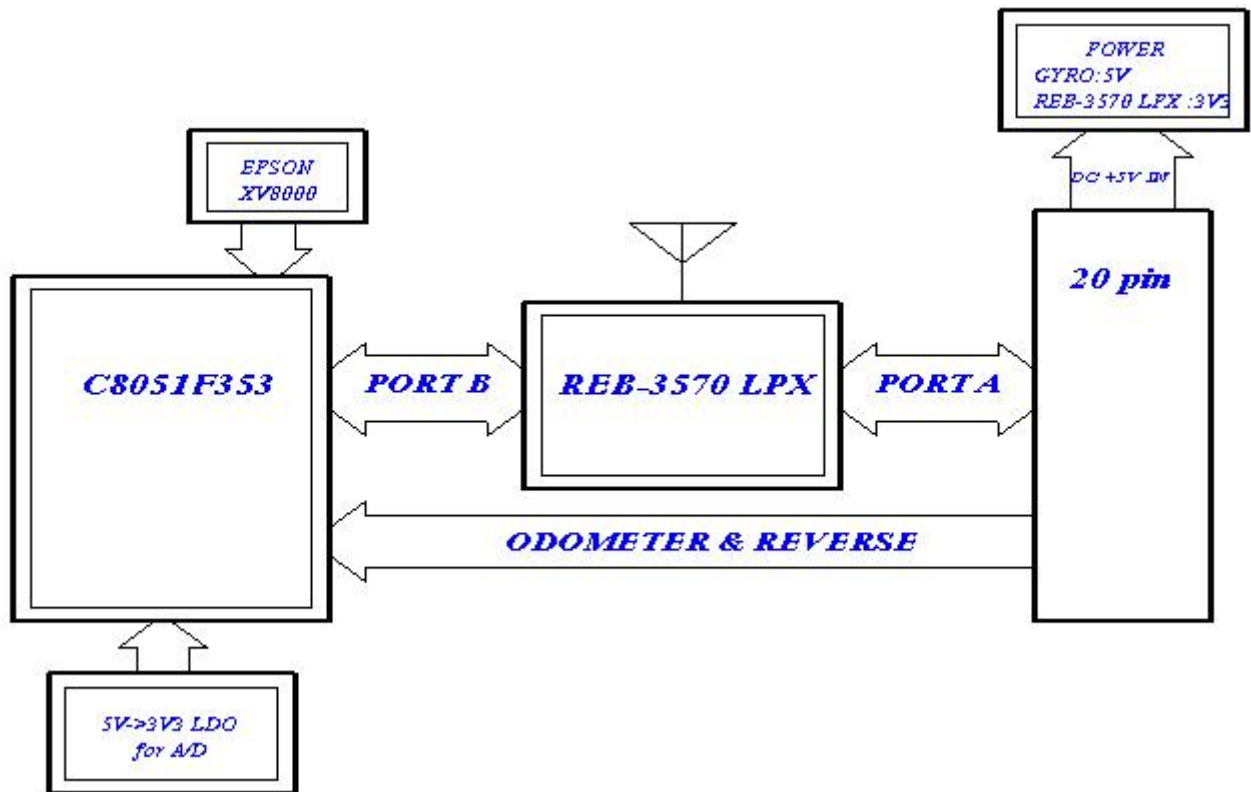 POWER
GYRO:5V
REB-3570 LPX :3V3
EPSON
XV8000
DC +5V IN
20 pin
C8051F353
PORT B
REB-3570 LPX
PORT A
ODOMETER & REVERSE
5V->3V3 LDO
for A/D